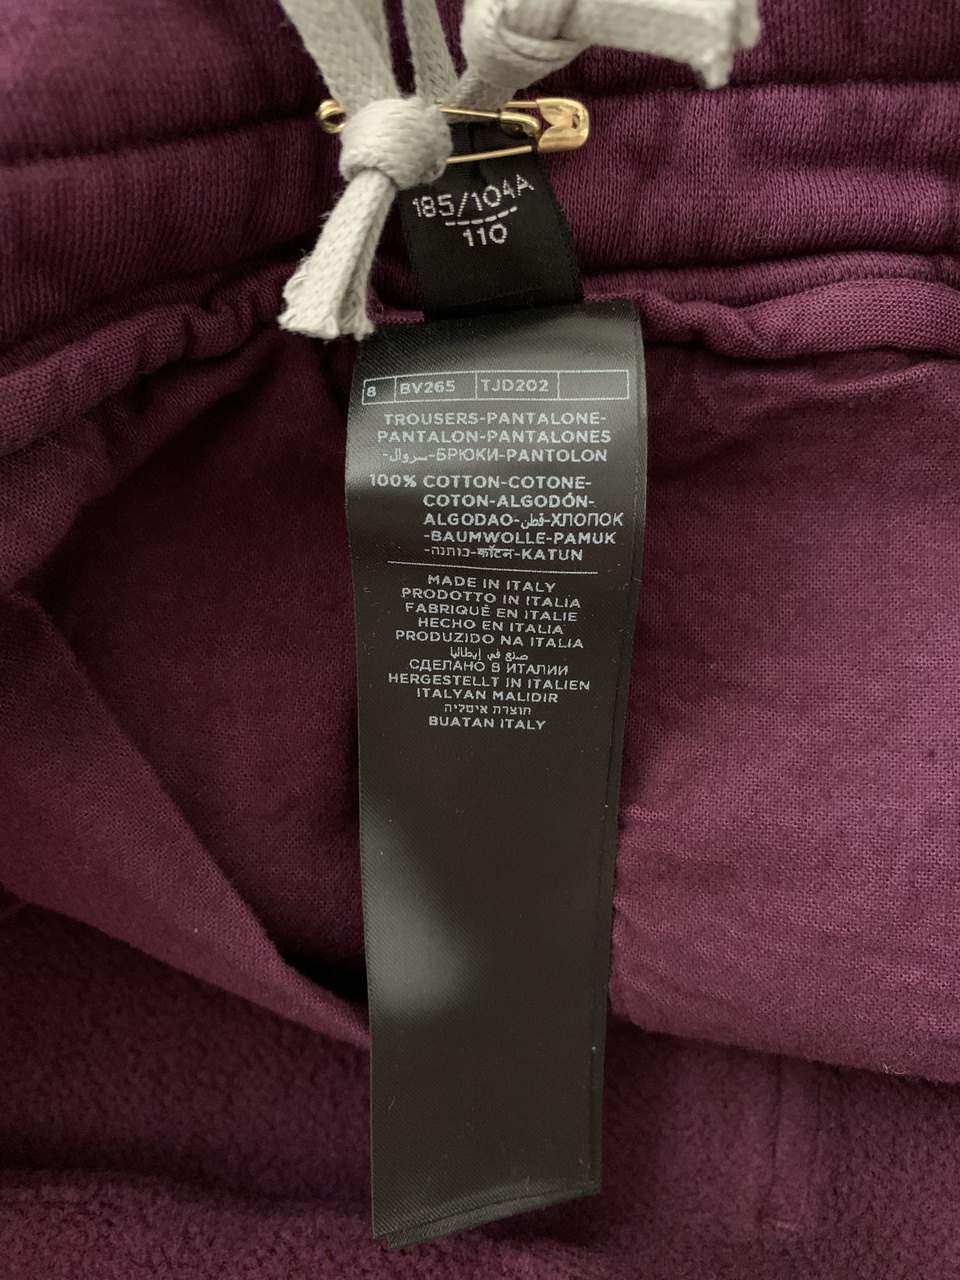 185/104A
110
8 BV265 TJD202
TROUSERS-PANTALONE-
PANTALON-PANTALONES
-سروال-БРЮКИ-PANTOLON
100% COTTON-COTONE-
COTON-ALGODÓN-
ALGODAO-قطن-ХЛОПОК
-BAUMWOLLE-PAMUK
-כותנה-कॉटन-KATUN
MADE IN ITALY
PRODOTTO IN ITALIA
FABRIQUÉ EN ITALIE
HECHO EN ITALIA
PRODUZIDO NA ITALIA
صنع في إيطاليا
СДЕЛАНО В ИТАЛИИ
HERGESTELLT IN ITALIEN
ITALYAN MALIDIR
תוצרת איטליה
BUATAN ITALY